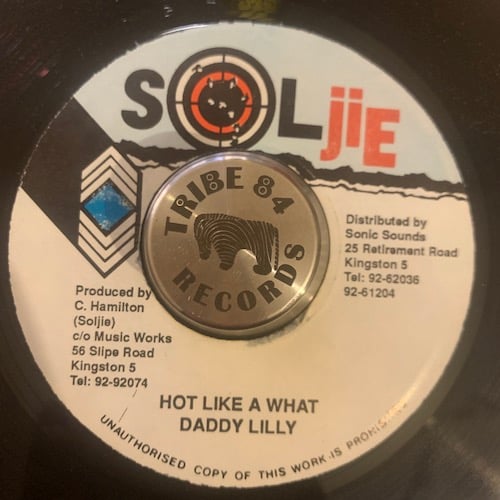 SOLjiE
TRIBE 84
RECORDS
Distributed by
Sonic Sounds
25 Retirement Road
Kingston 5
Tel: 92-62036
92-61204
Produced by
C. Hamilton
(Soljie)
c/o Music Works
56 Slipe Road
Kingston 5
Tel: 92-92074
HOT LIKE A WHAT
DADDY LILLY
UNAUTHORISED COPY OF THIS WORK IS